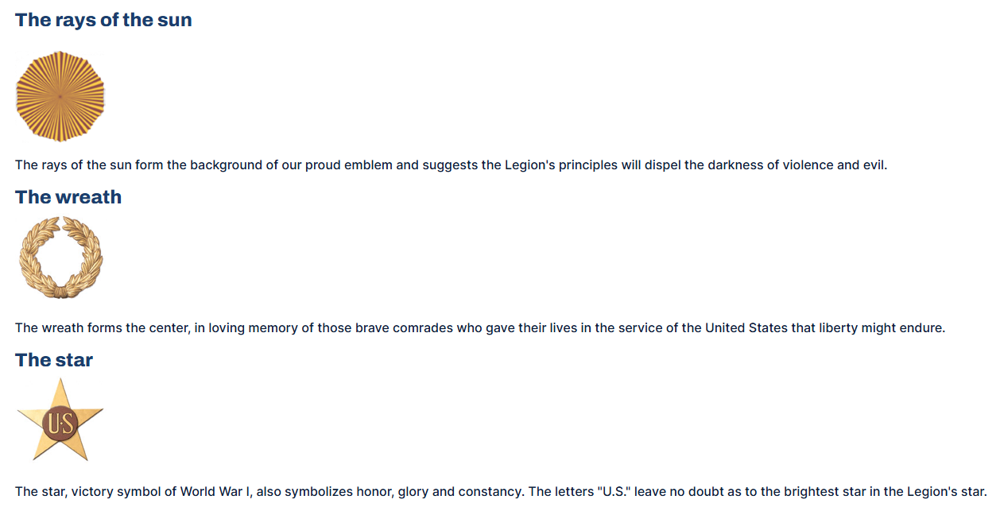 The rays of the sun
The rays of the sun form the background of our proud emblem and suggests the Legion's principles will dispel the darkness of violence and evil.
The wreath
The wreath forms the center, in loving memory of those brave comrades who gave their lives in the service of the United States that liberty might endure.
The star
U.S
The star, victory symbol of World War I, also symbolizes honor, glory and constancy. The letters "U.S." leave no doubt as to the brightest star in the Legion's star.